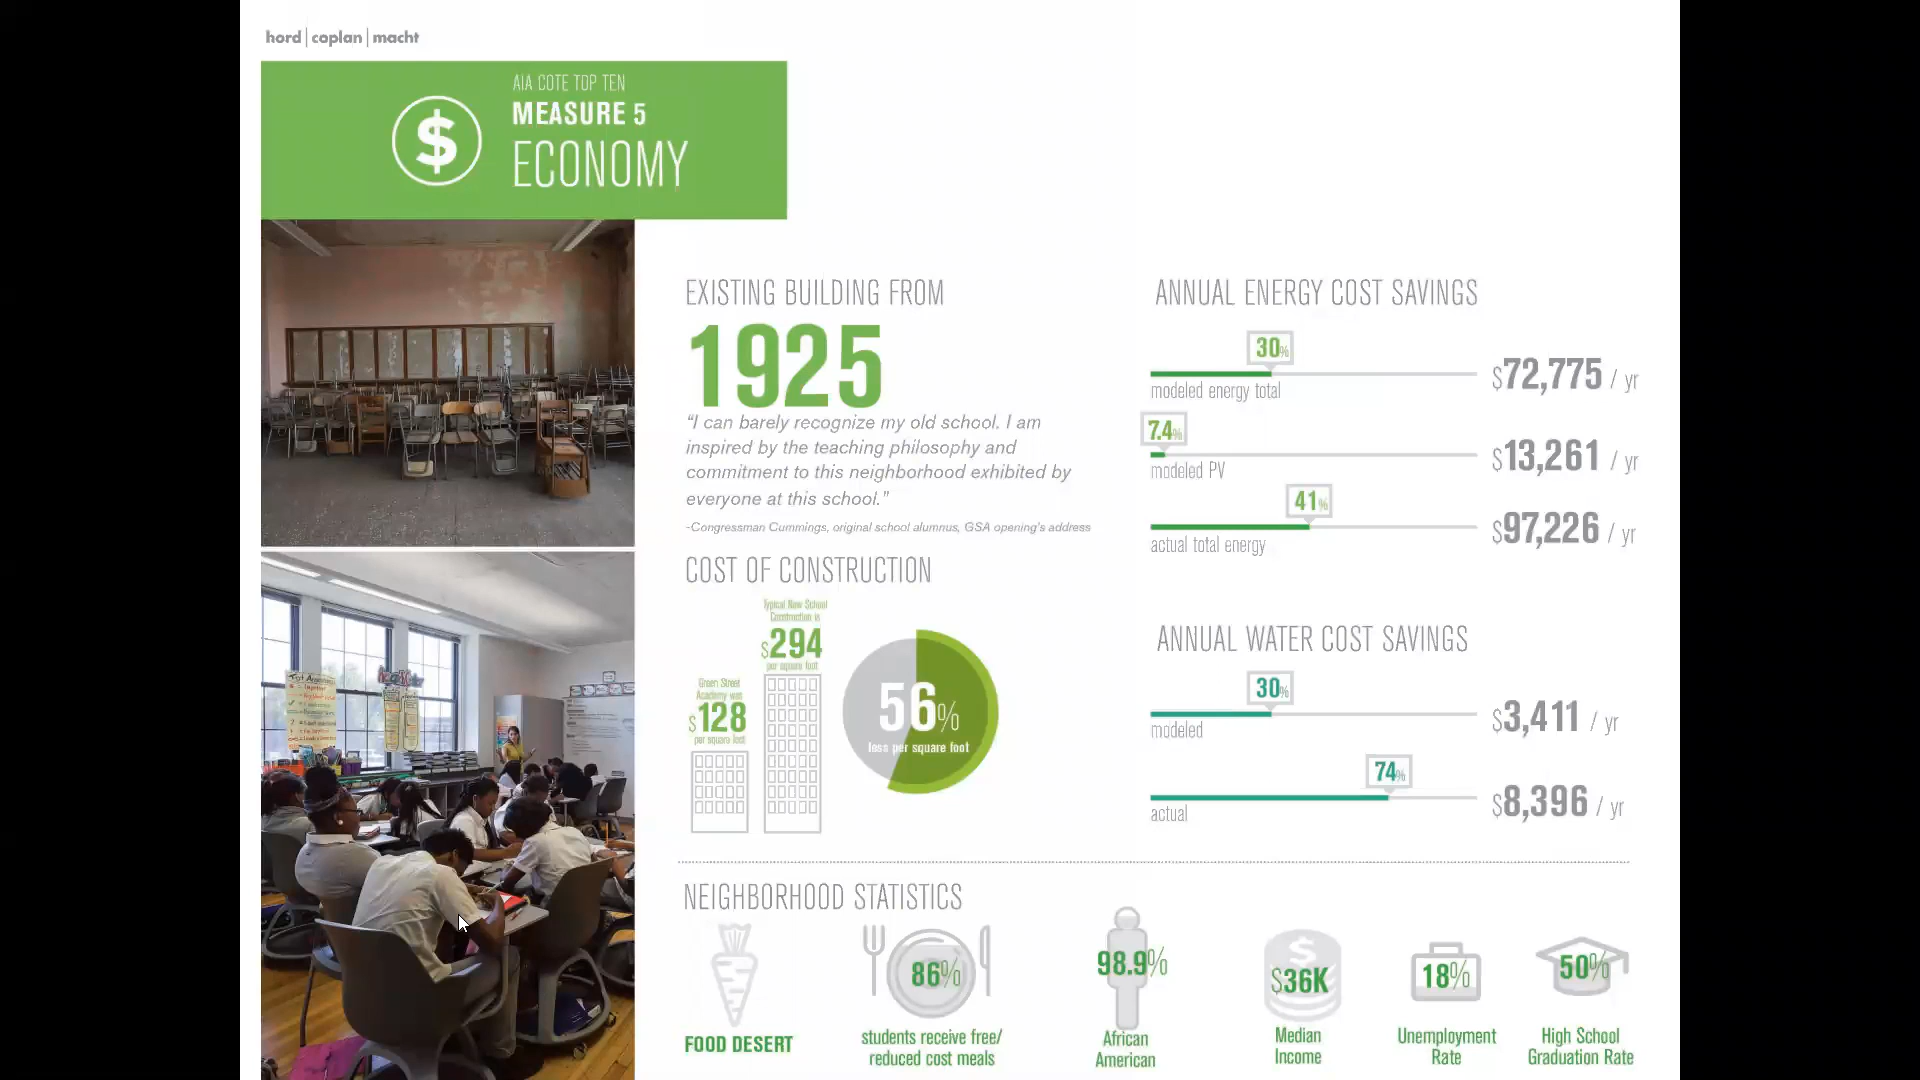 hord | coplan | macht
AIA COTE TOP TEN
MEASURE 5
ECONOMY
EXISTING BUILDING FROM
1925
"I can barely recognize my old school. I am
inspired by the teaching philosophy and
commitment to this neighborhood exhibited by
everyone at this school."
-Congressman Cummings, original school alumnus, GSA opening's address
COST OF CONSTRUCTION
Typical New School
Construction is
$294
per square foot
Green Street
Academy was
$128
per square foot
56%
less per square foot
ANNUAL ENERGY COST SAVINGS
30%
modeled energy total
$72,775 / yr
7.4%
modeled PV
$13,261 / yr
41%
actual total energy
$97,226 / yr
ANNUAL WATER COST SAVINGS
30%
modeled
$3,411 / yr
74%
actual
$8,396 / yr
NEIGHBORHOOD STATISTICS
FOOD DESERT
86%
students receive free/
reduced cost meals
98.9%
African
American
$36K
Median
Income
18%
Unemployment
Rate
50%
High School
Graduation Rate